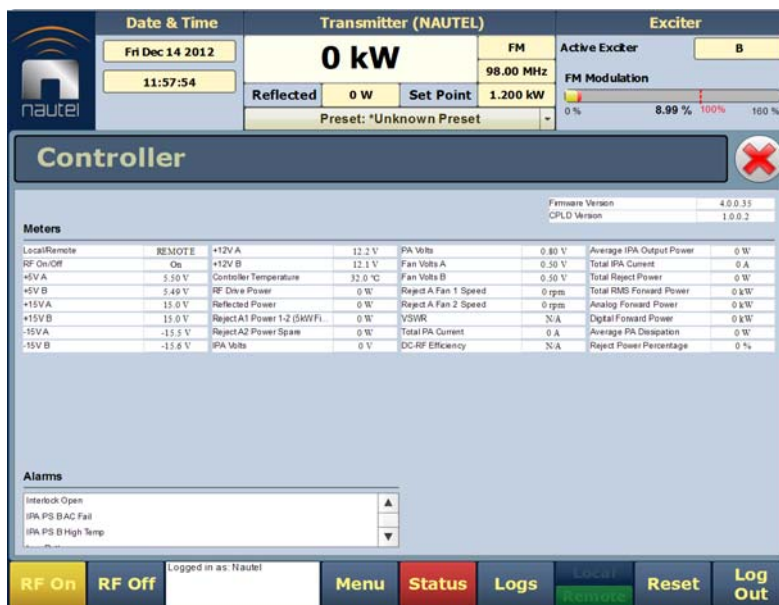 Date & Time
Transmitter (NAUTEL)
Exciter
Fri Dec 14 2012
0 kW
FM
Active Exciter
B
11:57:54
98.00 MHz
FM Modulation
Reflected
0 W
Set Point
1.200 kW
nautel
Preset: *Unknown Preset
0 %
8.99 %
100%
160 %
Controller
Firmware Version 4.0.0.35
CPLD Version 1.0.0.2
Meters
Local/Remote REMOTE +12V A 12.2 V PA Volts 0.80 V Average IPA Output Power 0 W
RF On/Off On +12V B 12.1 V Fan Volts A 0.50 V Total IPA Current 0 A
+5V A 5.50 V Controller Temperature 32.0 °C Fan Volts B 0.50 V Total Reject Power 0 W
+5V B 5.49 V RF Drive Power 0 W Reject A Fan 1 Speed 0 rpm Total RMS Forward Power 0 kW
+15V A 15.0 V Reflected Power 0 W Reject A Fan 2 Speed 0 rpm Analog Forward Power 0 kW
+15V B 15.0 V Reject A1 Power 1-2 (5kW Fi... 0 W VSWR N/A Digital Forward Power 0 kW
-15V A -15.5 V Reject A2 Power Spare 0 W Total PA Current 0 A Average PA Dissipation 0 W
-15V B -15.6 V IPA Volts 0 V DC-RF Efficiency N/A Reject Power Percentage 0 %
Alarms
Interlock Open
IPA PS B AC Fail
IPA PS B High Temp
RF On
RF Off
Logged in as: Nautel
Menu
Status
Logs
Local
Remote
Reset
Log Out